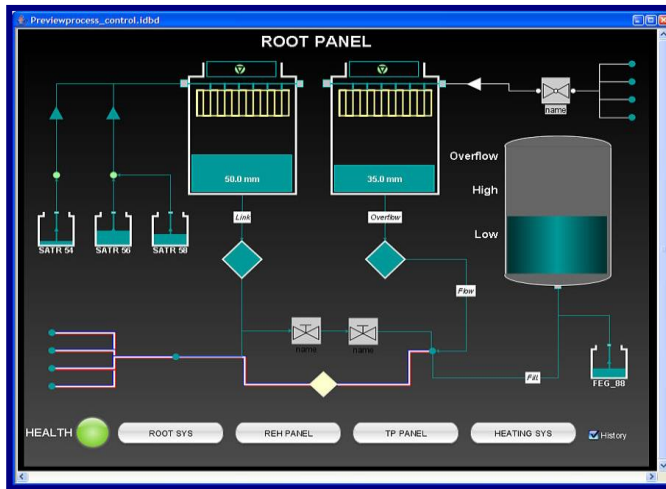 Previewprocess_control.idbd
ROOT PANEL
name
Overflow
50.0 mm
35.0 mm
High
Link
Overflow
Low
SATR 54
SATR 56
SATR 58
Flow
name
name
Fill
FEG_88
HEALTH
ROOT SYS
REH PANEL
TP PANEL
HEATING SYS
History